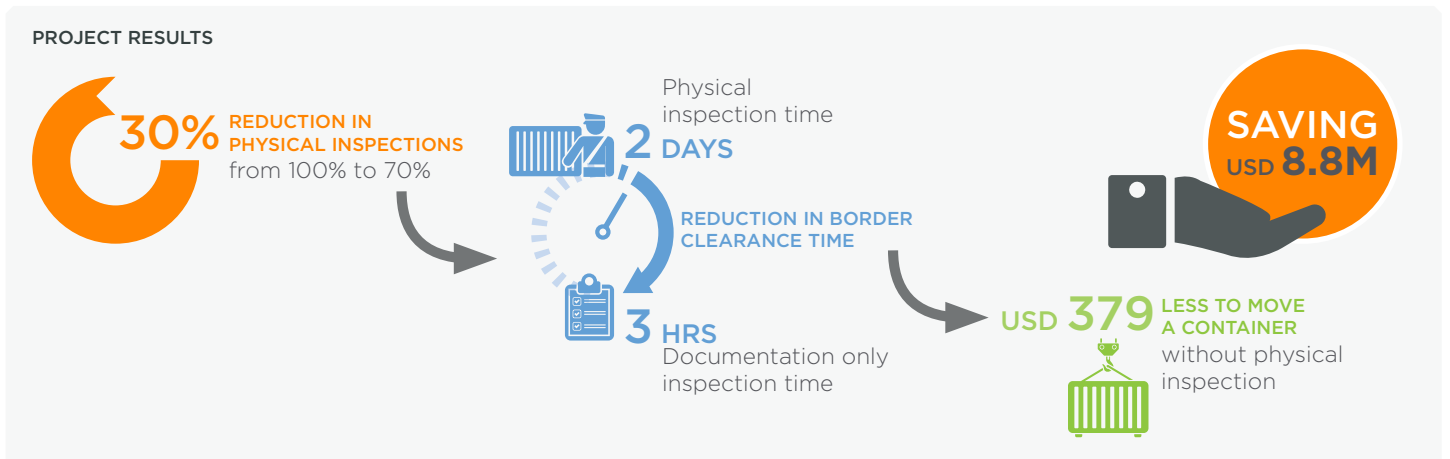 PROJECT RESULTS
30%
REDUCTION IN
PHYSICAL INSPECTIONS
from 100% to 70%
Physical
inspection time
2 DAYS
REDUCTION IN BORDER
CLEARANCE TIME
3 HRS
Documentation only
inspection time
USD 379
LESS TO MOVE
A CONTAINER
without physical
inspection
SAVING
USD 8.8M